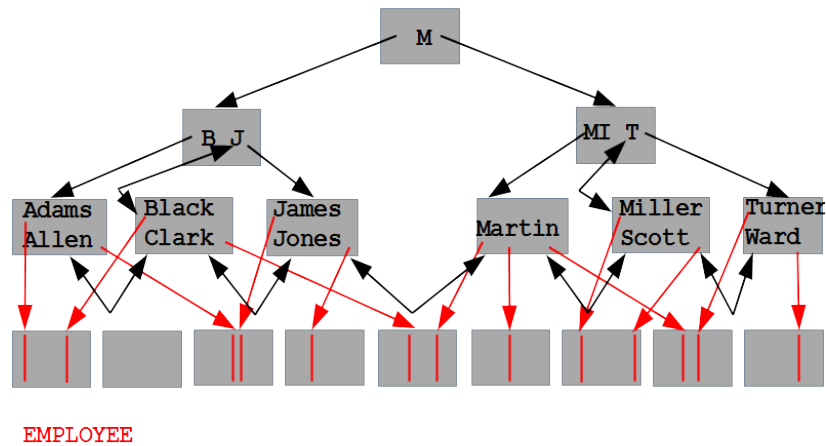 M
B J
MI T
Adams
Allen
Black
Clark
James
Jones
Martin
Miller
Scott
Turner
Ward
EMPLOYEE